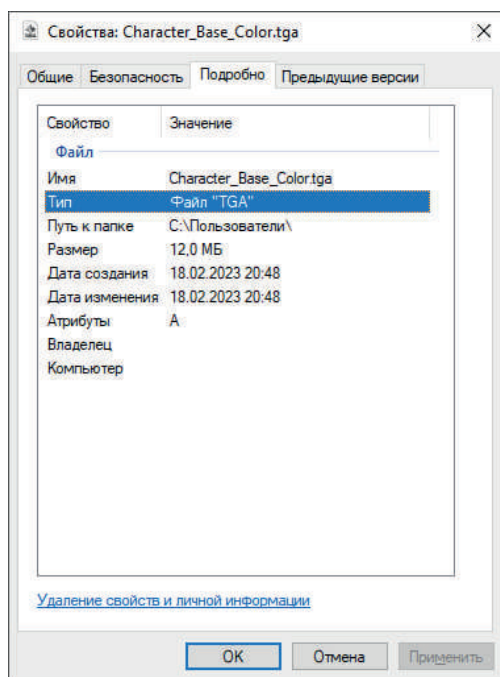 Свойства: Character_Base_Color.tga
Общие Безопасность Подробно Предыдущие версии
Свойство Значение
Файл
Имя Character_Base_Color.tga
Тип Файл "TGA"
Путь к папке C:\Пользователи\
Размер 12,0 МБ
Дата создания 18.02.2023 20:48
Дата изменения 18.02.2023 20:48
Атрибуты A
Владелец
Компьютер
Удаление свойств и личной информации
OK Отмена Применить